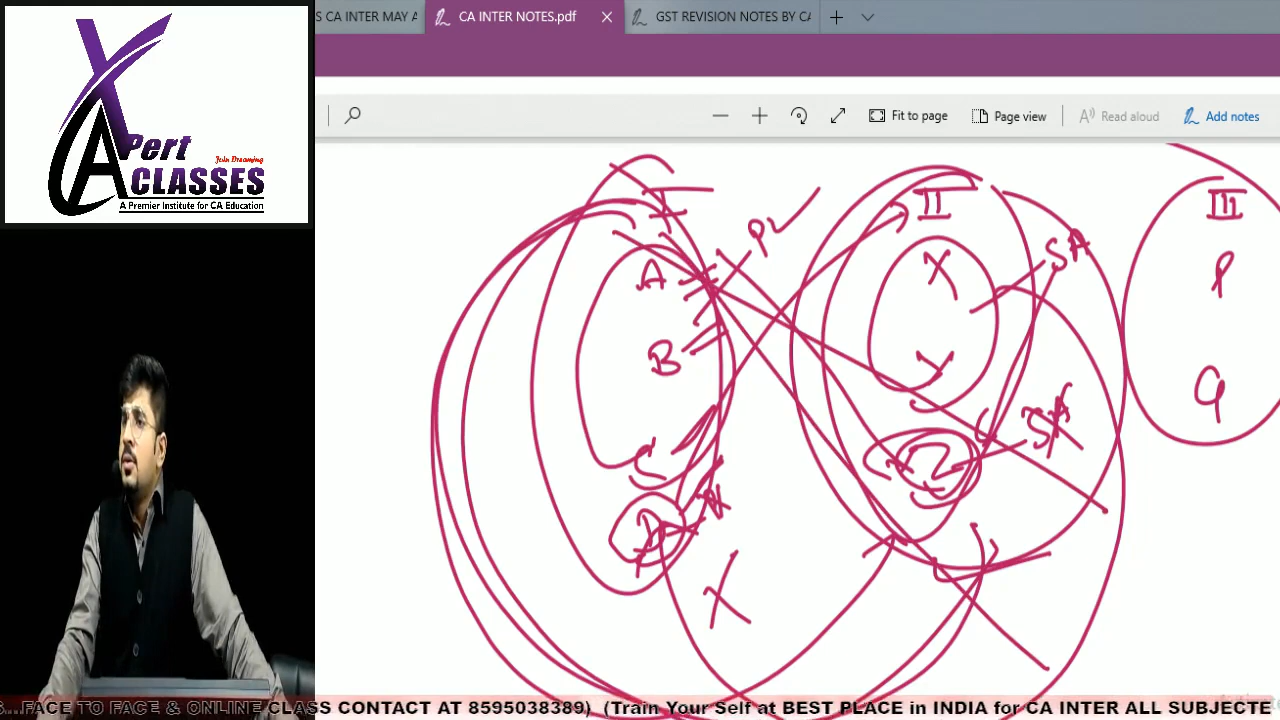 S CA INTER MAY A
CA INTER NOTES.pdf
GST REVISION NOTES BY CA
Fit to page
Page view
Read aloud
Add notes
XPert
Join Dreaming
CA CLASSES
A Premier Institute for CA Education
I
II
III
A
B
C
D
PL
X
Y
Z
SA
SA
P
Q
X
S...FACE TO FACE & ONLINE CLASS CONTACT AT 8595038389) (Train Your Self at BEST PLACE in INDIA for CA INTER ALL SUBJECTE